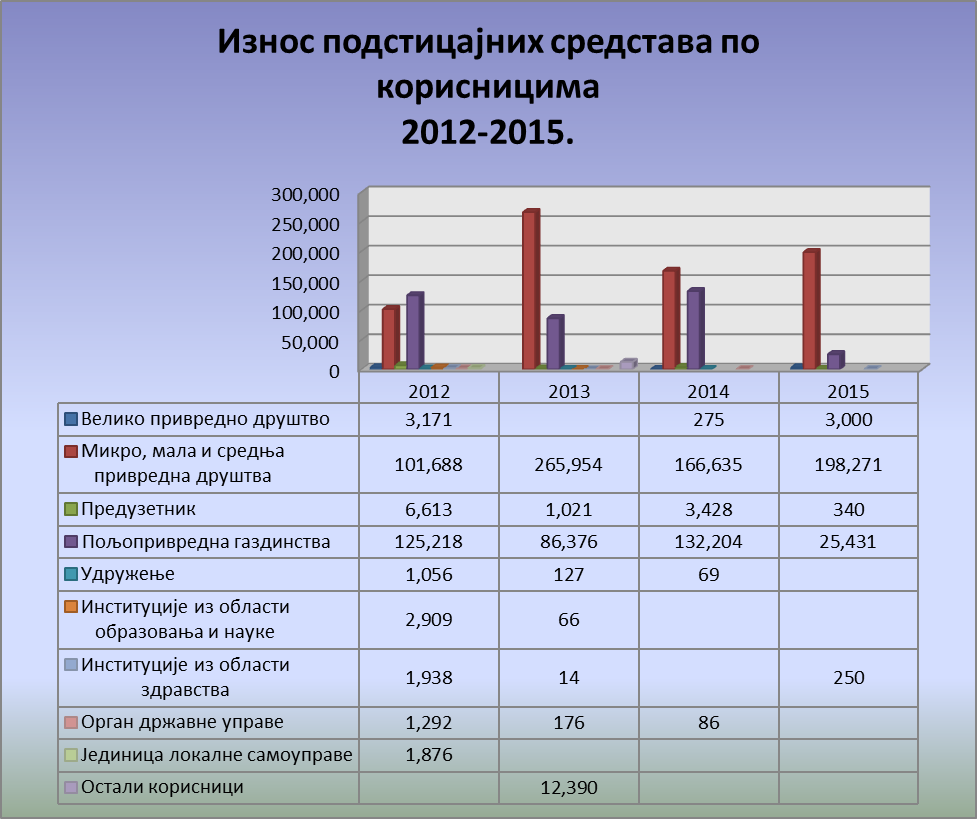 Износ подстицајних средстава по
корисницима
2012-2015.
300,000
250,000
200,000
150,000
100,000
50,000
0
2012 2013 2014 2015
Велико привредно друштво 3,171 275 3,000
Микро, мала и средња
привредна друштва 101,688 265,954 166,635 198,271
Предузетник 6,613 1,021 3,428 340
Пољопривредна газдинства 125,218 86,376 132,204 25,431
Удружење 1,056 127 69
Институције из области
образовања и науке 2,909 66
Институције из области
здравства 1,938 14 250
Орган државне управе 1,292 176 86
Јединица локалне самоуправе 1,876
Остали корисници 12,390